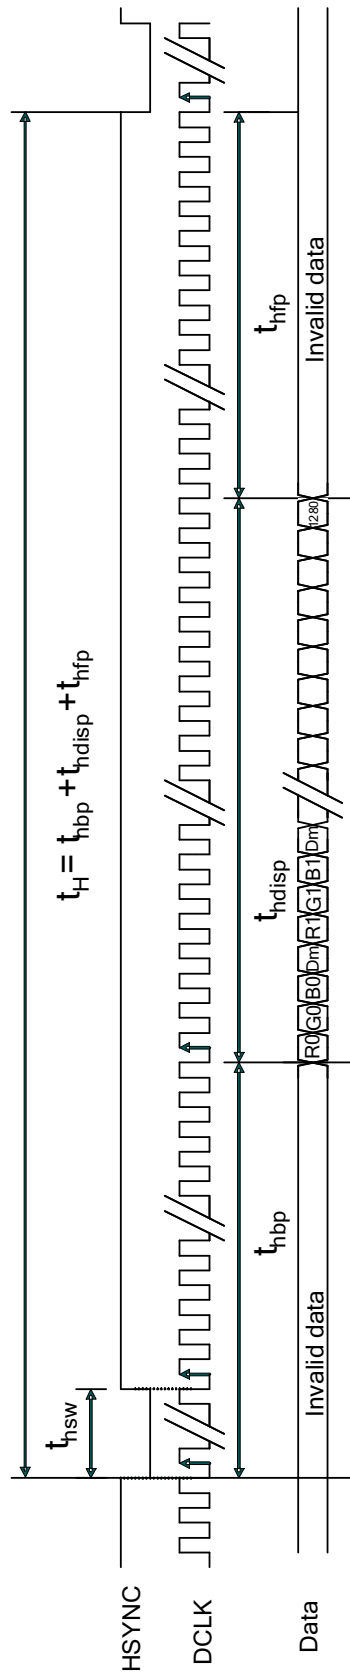 t_H = t_hbp + t_hdisp + t_hfp
t_hsw
HSYNC
DCLK
t_hbp
t_hdisp
t_hfp
Data
Invalid data
R0 G0 B0 Dm R1 G1 B1 Dm
1280
Invalid data